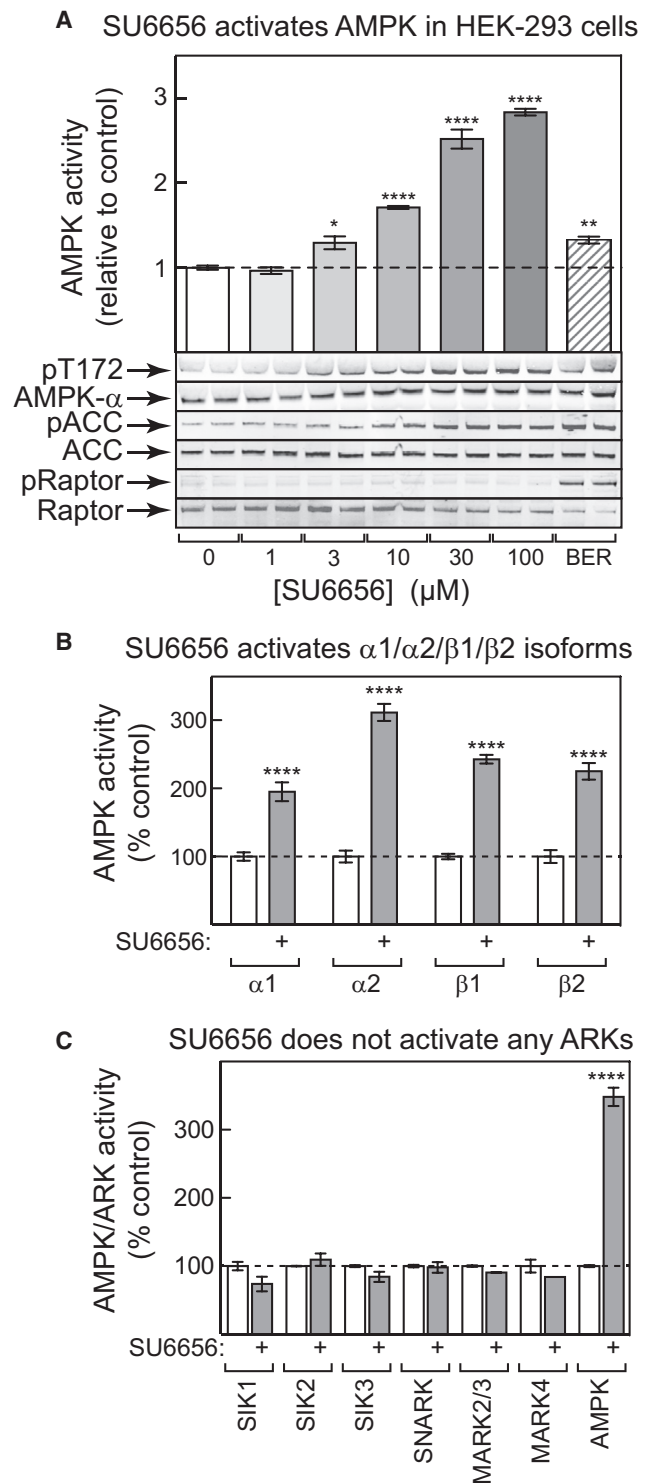 A SU6656 activates AMPK in HEK-293 cells
AMPK activity
(relative to control)
3
2
1
*
****
****
****
**
pT172
AMPK-α
pACC
ACC
pRaptor
Raptor
0 1 3 10 30 100 BER
[SU6656] (µM)
B SU6656 activates α1/α2/β1/β2 isoforms
AMPK activity
(% control)
300
200
100
****
****
****
****
SU6656: + + + +
α1 α2 β1 β2
C SU6656 does not activate any ARKs
AMPK/ARK activity
(% control)
300
200
100
****
SU6656: + + + + + + +
SIK1
SIK2
SIK3
SNARK
MARK2/3
MARK4
AMPK